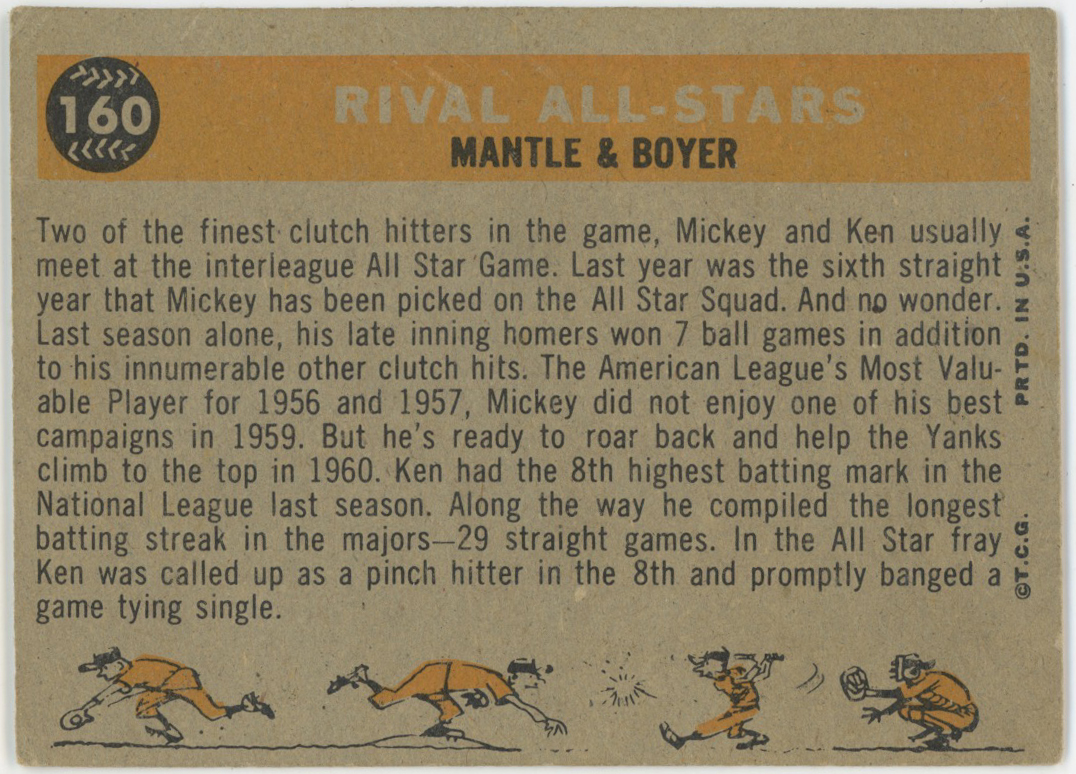 160
RIVAL ALL-STARS
MANTLE & BOYER
Two of the finest clutch hitters in the game, Mickey and Ken usually
meet at the interleague All Star Game. Last year was the sixth straight
year that Mickey has been picked on the All Star Squad. And no wonder.
Last season alone, his late inning homers won 7 ball games in addition
to his innumerable other clutch hits. The American League's Most Valu-
able Player for 1956 and 1957, Mickey did not enjoy one of his best
campaigns in 1959. But he's ready to roar back and help the Yanks
climb to the top in 1960. Ken had the 8th highest batting mark in the
National League last season. Along the way he compiled the longest
batting streak in the majors—29 straight games. In the All Star fray
Ken was called up as a pinch hitter in the 8th and promptly banged a
game tying single.
©T.C.G. PRTD. IN U.S.A.